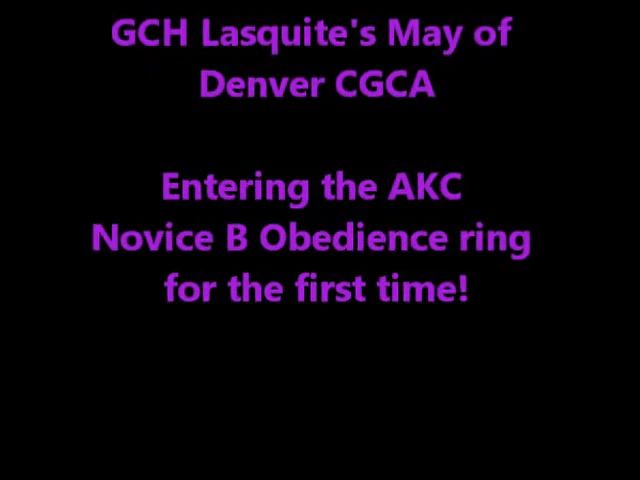 GCH Lasquite's May of
Denver CGCA
Entering the AKC
Novice B Obedience ring
for the first time!